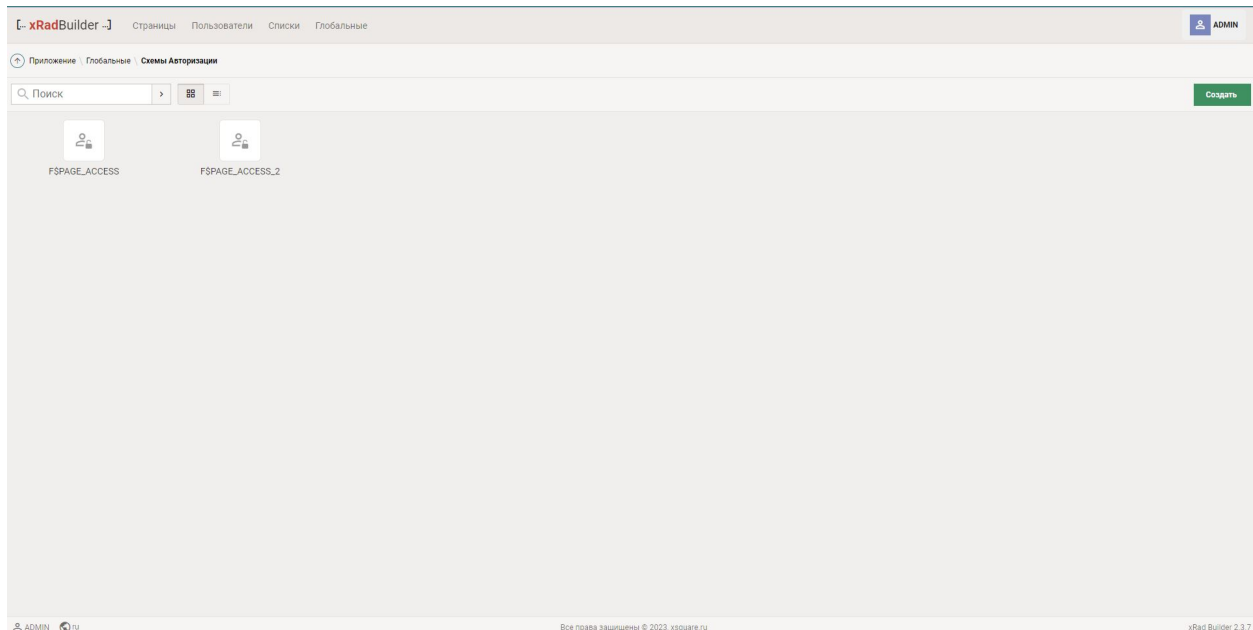 [... xRadBuilder ...] Страницы Пользователи Списки Глобальные ADMIN
Приложение \ Глобальные \ Схемы Авторизации
Поиск Создать
F$PAGE_ACCESS F$PAGE_ACCESS_2
ADMIN ru Все права защищены © 2023, xsquare.ru xRad Builder 2.3.7